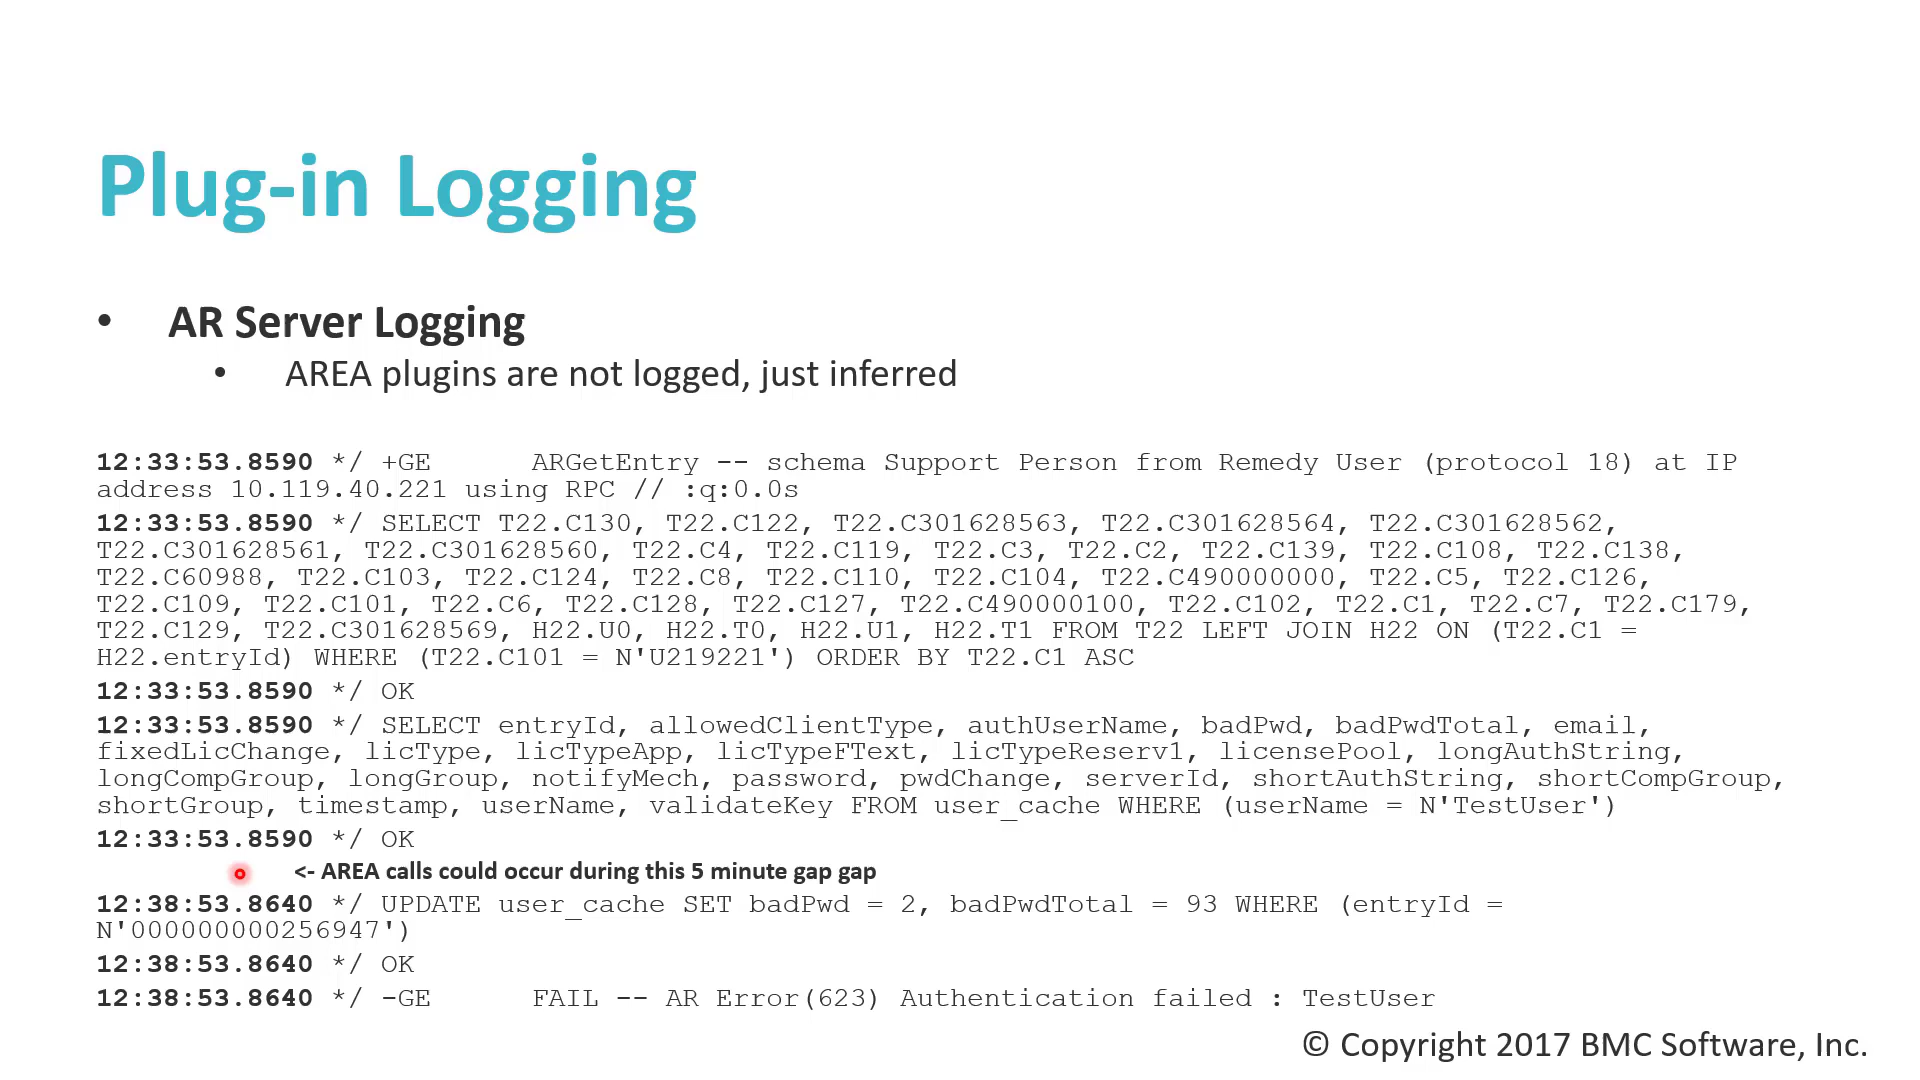 Plug-in Logging
• AR Server Logging
• AREA plugins are not logged, just inferred
12:33:53.8590 */ +GE ARGetEntry -- schema Support Person from Remedy User (protocol 18) at IP
address 10.119.40.221 using RPC // :q:0.0s
12:33:53.8590 */ SELECT T22.C130, T22.C122, T22.C301628563, T22.C301628564, T22.C301628562,
T22.C301628561, T22.C301628560, T22.C4, T22.C119, T22.C3, T22.C2, T22.C139, T22.C108, T22.C138,
T22.C60988, T22.C103, T22.C124, T22.C8, T22.C110, T22.C104, T22.C490000000, T22.C5, T22.C126,
T22.C109, T22.C101, T22.C6, T22.C128, T22.C127, T22.C490000100, T22.C102, T22.C1, T22.C7, T22.C179,
T22.C129, T22.C301628569, H22.U0, H22.T0, H22.U1, H22.T1 FROM T22 LEFT JOIN H22 ON (T22.C1 =
H22.entryId) WHERE (T22.C101 = N'U219221') ORDER BY T22.C1 ASC
12:33:53.8590 */ OK
12:33:53.8590 */ SELECT entryId, allowedClientType, authUserName, badPwd, badPwdTotal, email,
fixedLicChange, licType, licTypeApp, licTypeFText, licTypeReserv1, licensePool, longAuthString,
longCompGroup, longGroup, notifyMech, password, pwdChange, serverId, shortAuthString, shortCompGroup,
shortGroup, timestamp, userName, validateKey FROM user_cache WHERE (userName = N'TestUser')
12:33:53.8590 */ OK
<- AREA calls could occur during this 5 minute gap gap
12:38:53.8640 */ UPDATE user_cache SET badPwd = 2, badPwdTotal = 93 WHERE (entryId =
N'000000000256947')
12:38:53.8640 */ OK
12:38:53.8640 */ -GE FAIL -- AR Error(623) Authentication failed : TestUser
© Copyright 2017 BMC Software, Inc.